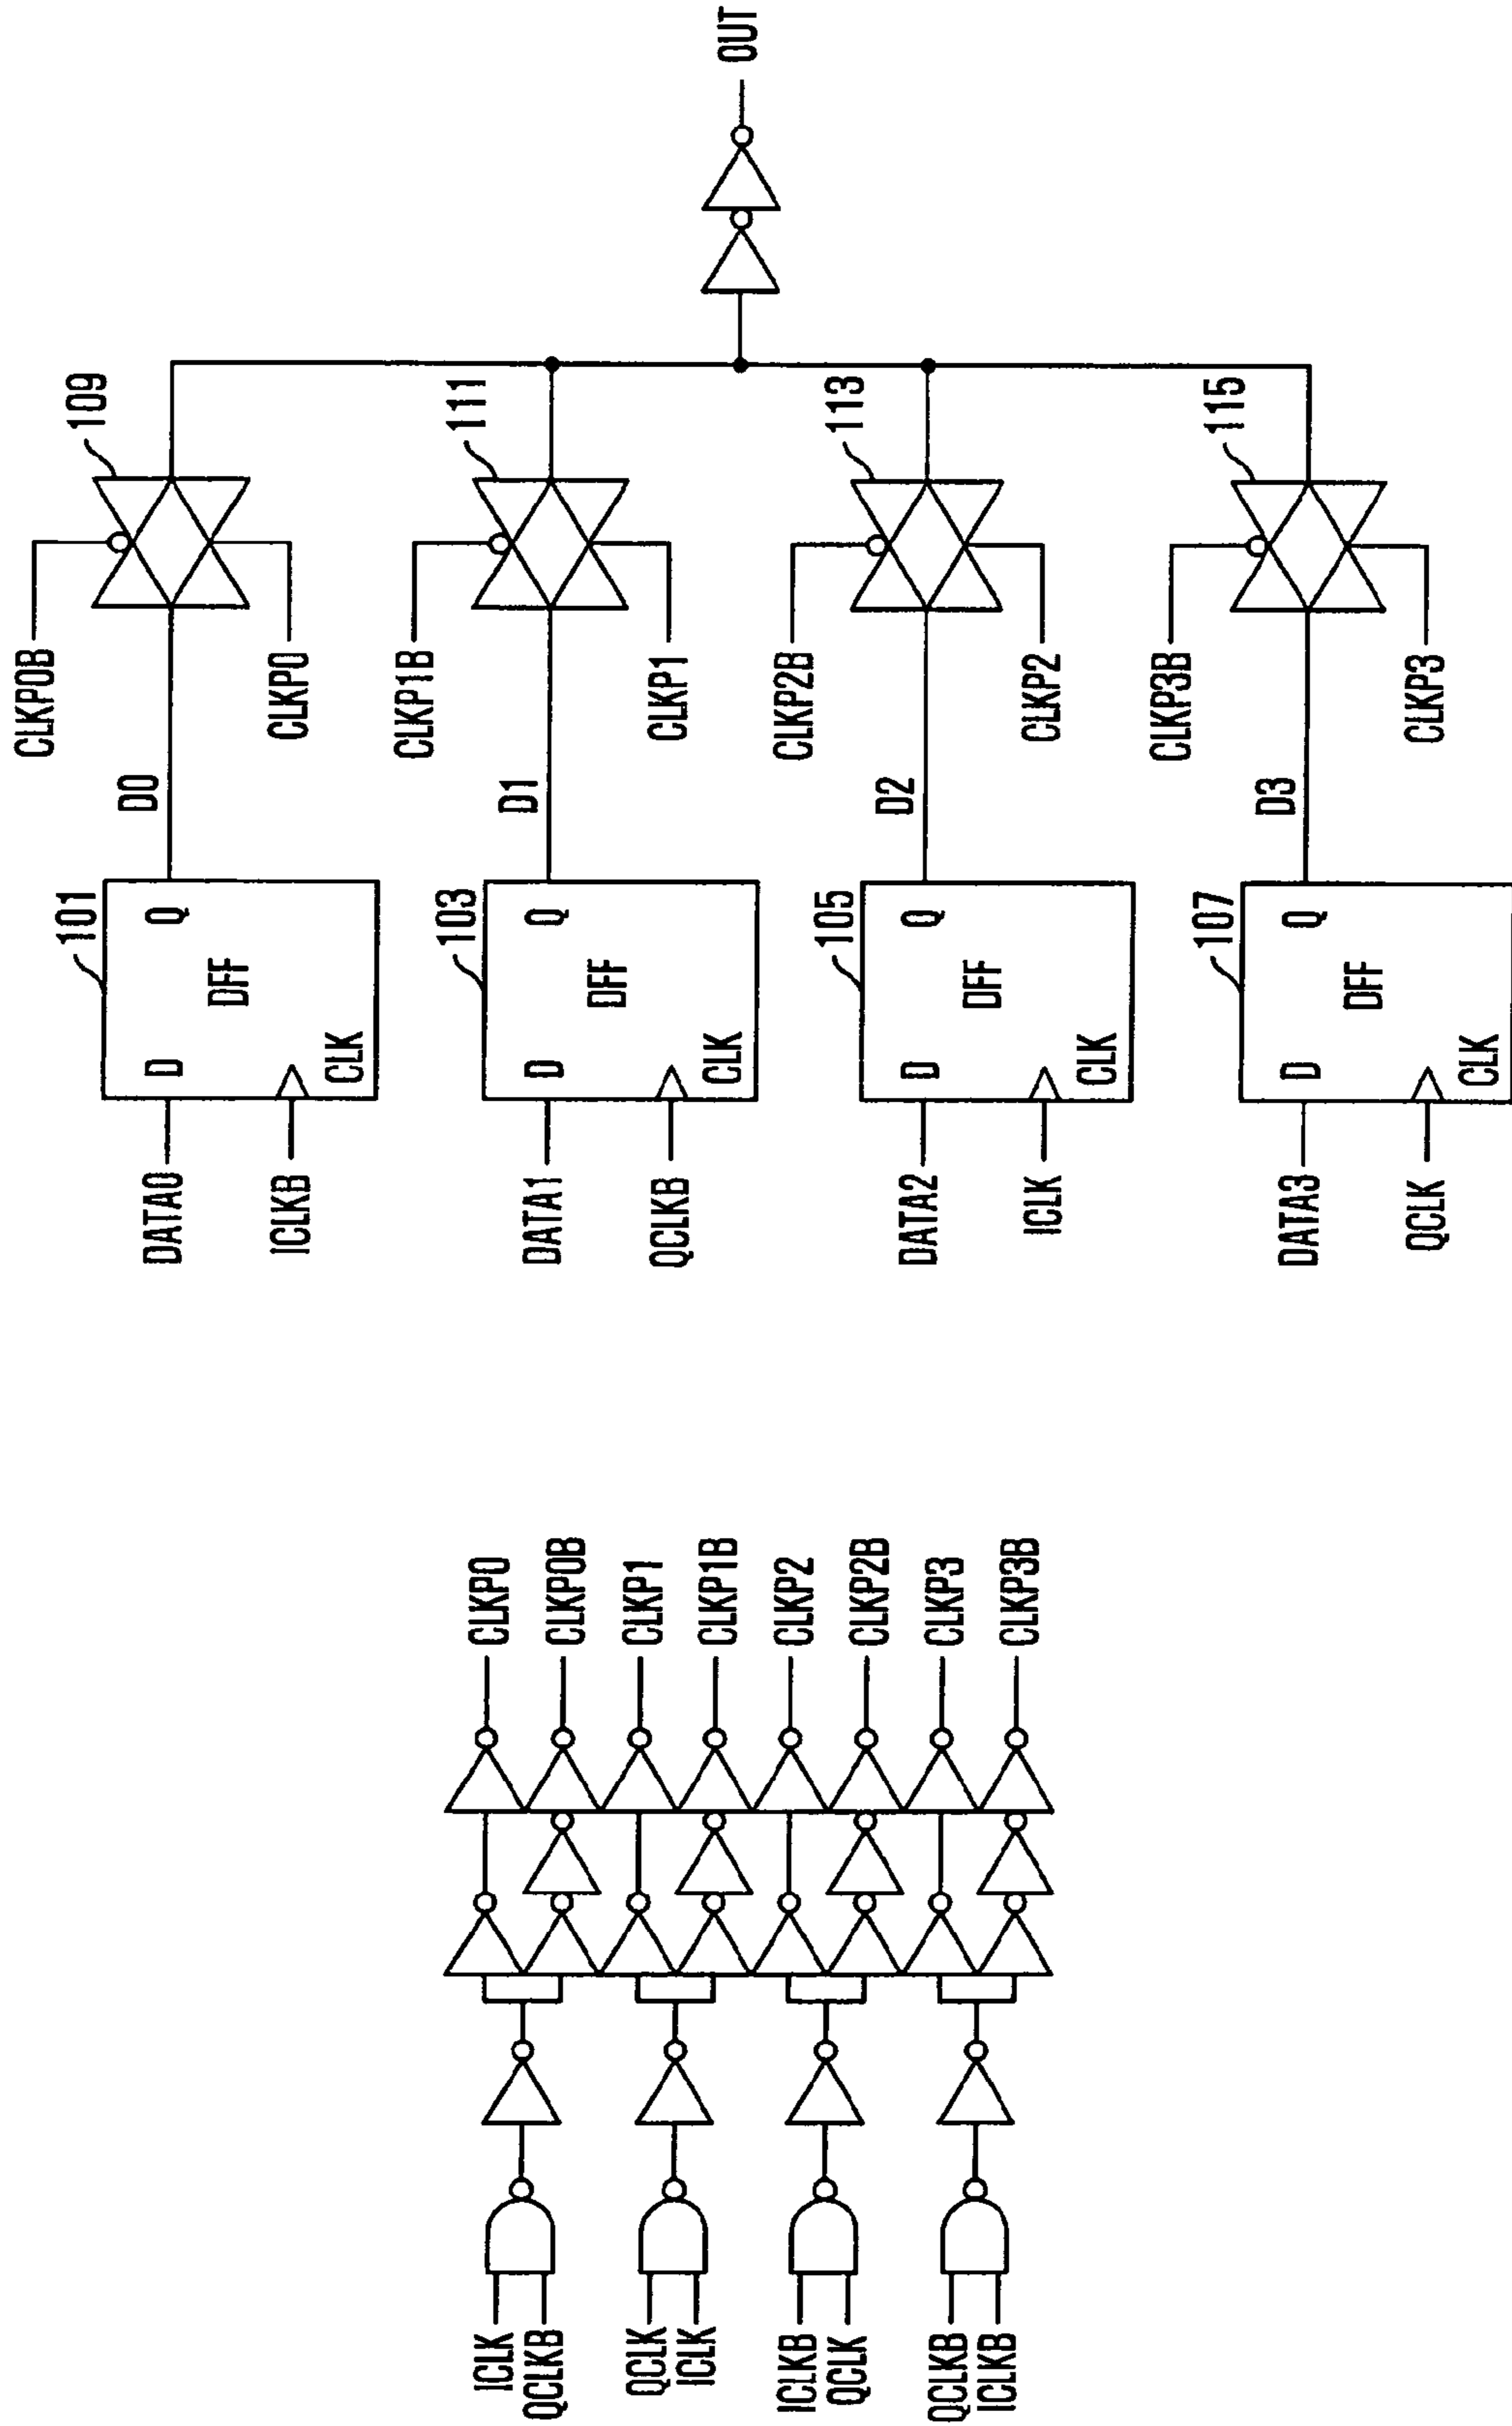 ICLK
QCLKB
QCLK
ICLK
ICLKB
QCLK
QCLKB
ICLKB
CLKP0
CLKP0B
CLKP1
CLKP1B
CLKP2
CLKP2B
CLKP3
CLKP3B
DATA0
ICLKB
101
D
Q
DFF
CLK
D0
CLKP0B
CLKP0
109
DATA1
QCLKB
103
D
Q
DFF
CLK
D1
CLKP1B
CLKP1
111
DATA2
ICLK
105
D
Q
DFF
CLK
D2
CLKP2B
CLKP2
113
DATA3
QCLK
107
D
Q
DFF
CLK
D3
CLKP3B
CLKP3
115
OUT